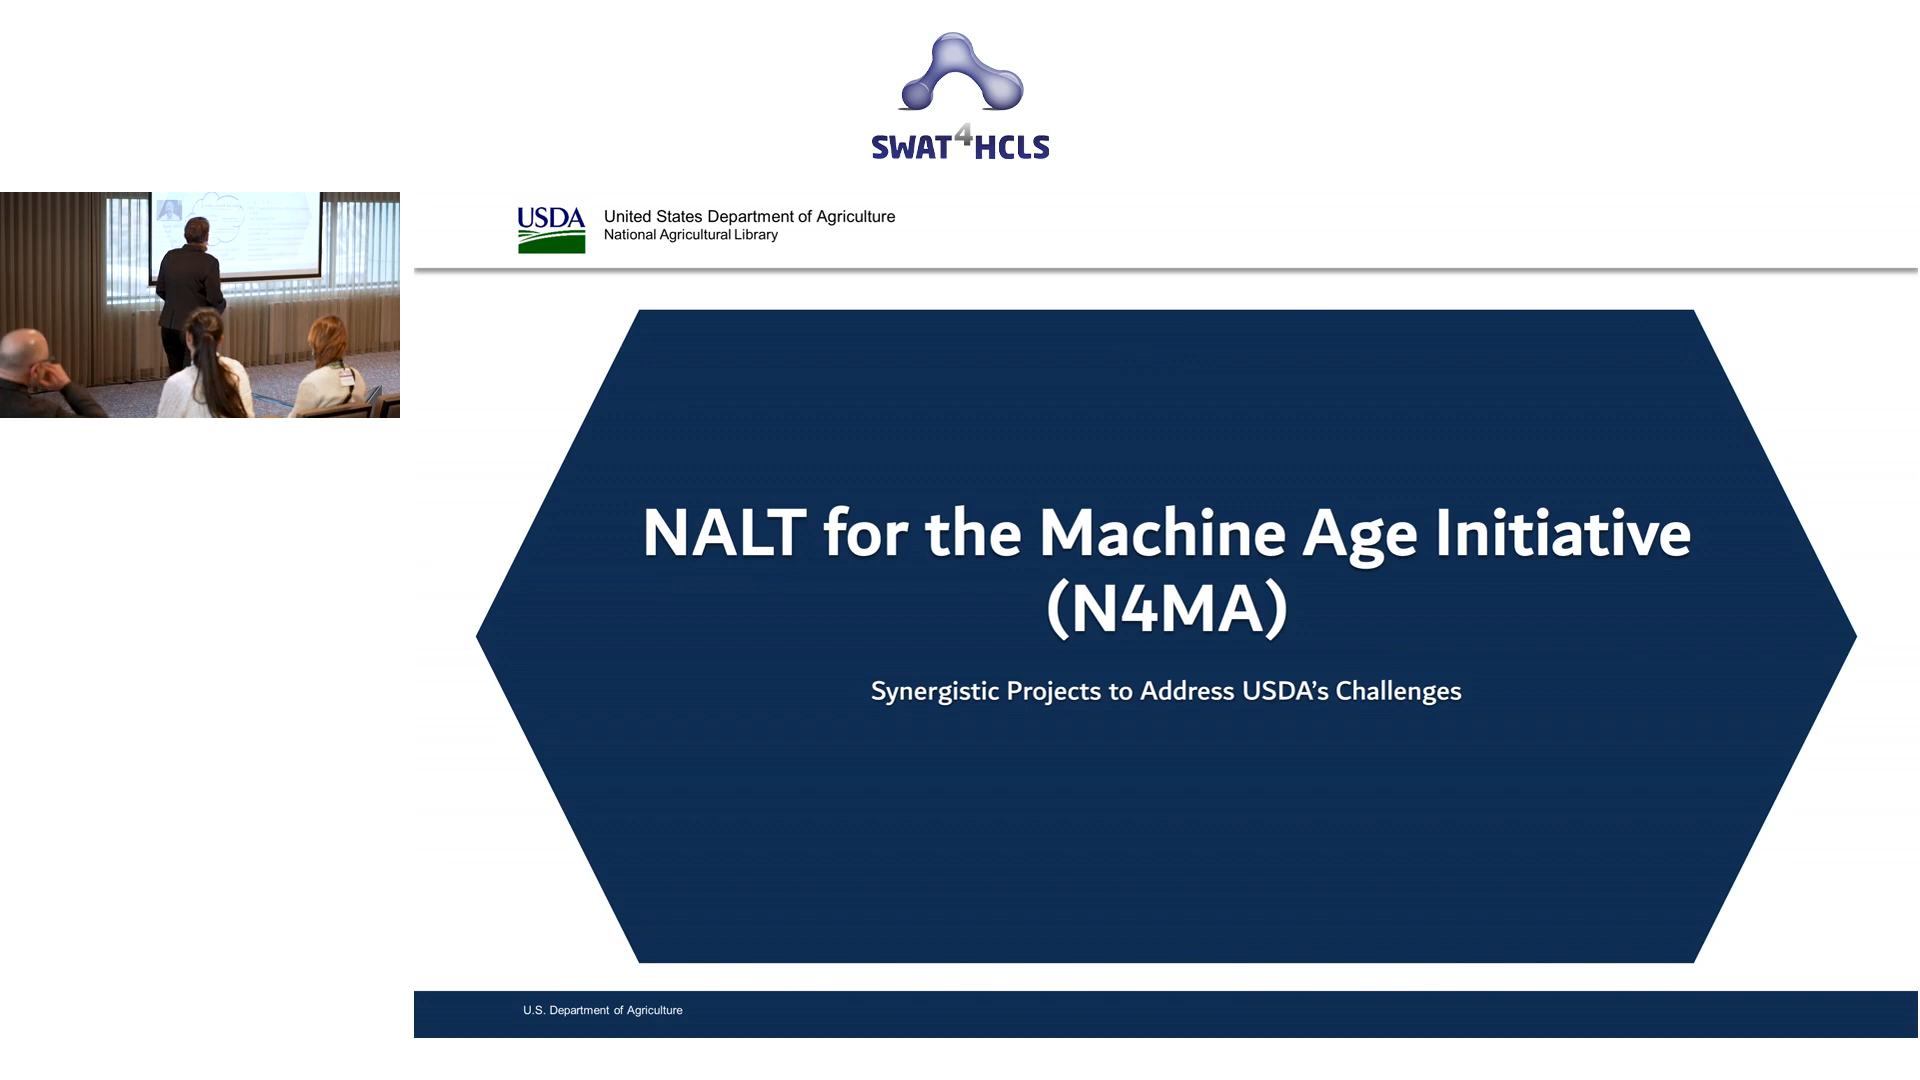 SWAT4HCLS
USDA
United States Department of Agriculture
National Agricultural Library
NALT for the Machine Age Initiative
(N4MA)
Synergistic Projects to Address USDA’s Challenges
U.S. Department of Agriculture